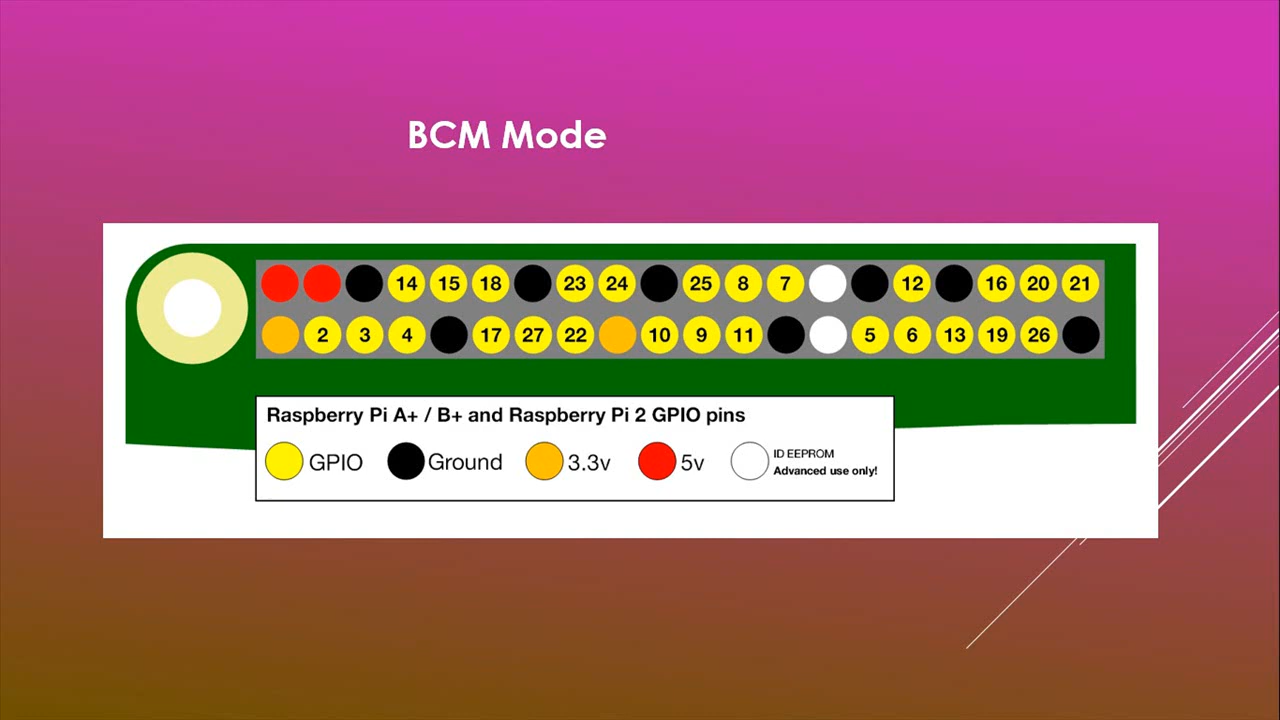 BCM Mode
14 15 18 23 24 25 8 7 12 16 20 21
2 3 4 17 27 22 10 9 11 5 6 13 19 26
Raspberry Pi A+ / B+ and Raspberry Pi 2 GPIO pins
GPIO Ground 3.3v 5v ID EEPROM
Advanced use only!